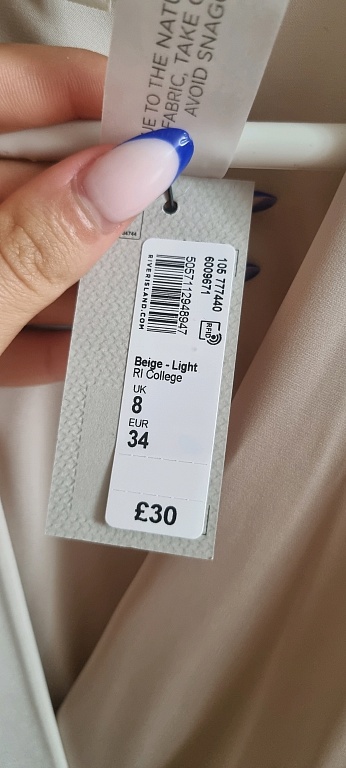 UE TO THE NATU
FABRIC, TAKE C
AVOID SNAGG
105 777440
6009671
5057112948947
RIVERISLAND.COM
RFID
Beige - Light
RI College
UK
8
EUR
34
£30